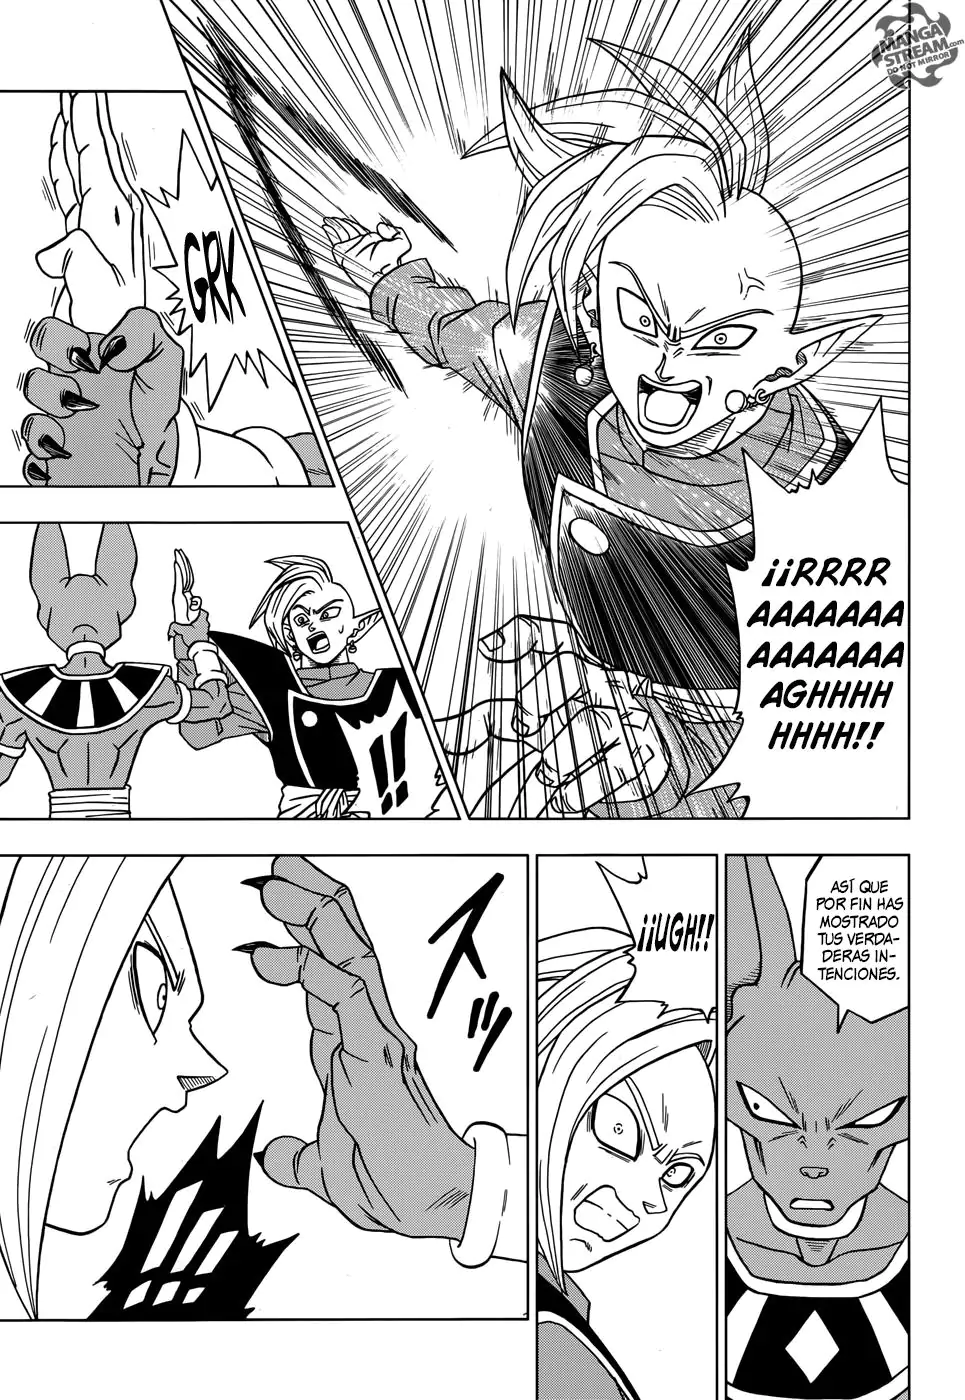 MANGA
STREAM.com
DO NOT MIRROR
¡¡RRRR
AAAAAAA
AAAAAAA
AGHHHH
HHHH!!
GRK
!!
ASÍ QUE
POR FIN HAS
MOSTRADO
TUS VERDA-
DERAS IN-
TENCIONES.
¡¡UGH!!
スッ
!!!